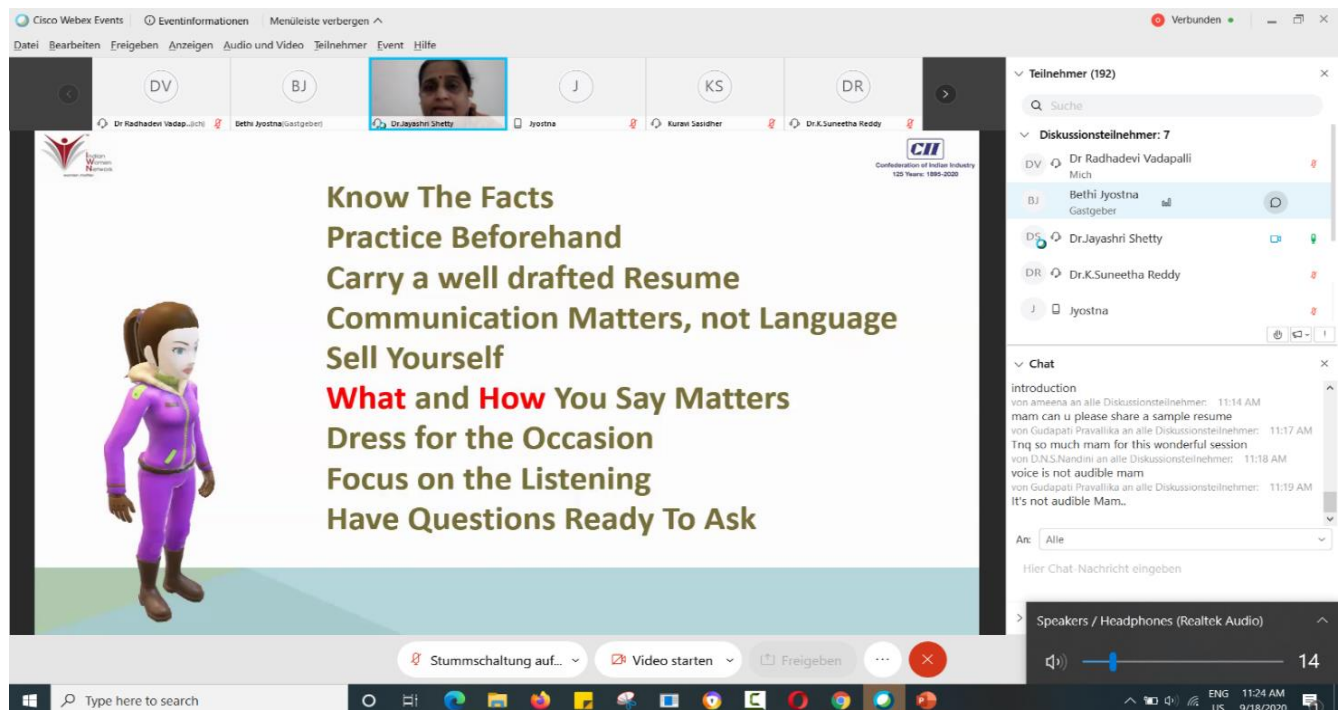 Cisco Webex Events
Eventinformationen
Menüleiste verbergen
Verbunden
Datei Bearbeiten Freigeben Anzeigen Audio und Video Teilnehmer Event Hilfe
DV
BJ
J
KS
DR
Dr Radhadevi Vadap..(Ich)
Bethi Jyostna(Gastgeber)
Dr.Jayashri Shetty
Jyostna
Kuravi Sasidher
Dr.K.Suneetha Reddy
Indian
Women
Network
women matter
CII
Confederation of Indian Industry
125 Years: 1895-2020
Know The Facts
Practice Beforehand
Carry a well drafted Resume
Communication Matters, not Language
Sell Yourself
What and How You Say Matters
Dress for the Occasion
Focus on the Listening
Have Questions Ready To Ask
Teilnehmer (192)
Suche
Diskussionsteilnehmer: 7
DV Dr Radhadevi Vadapalli
Mich
BJ Bethi Jyostna
Gastgeber
DS Dr.Jayashri Shetty
DR Dr.K.Suneetha Reddy
J Jyostna
Chat
introduction
von ameena an alle Diskussionsteilnehmer: 11:14 AM
mam can u please share a sample resume
von Gudapati Pravallika an alle Diskussionsteilnehmer: 11:17 AM
Tnq so much mam for this wonderful session
von D.N.S.Nandini an alle Diskussionsteilnehmer: 11:18 AM
voice is not audible mam
von Gudapati Pravallika an alle Diskussionsteilnehmer: 11:19 AM
It's not audible Mam..
An: Alle
Hier Chat-Nachricht eingeben
Speakers / Headphones (Realtek Audio)
14
Stummschaltung auf...
Video starten
Freigeben
Type here to search
ENG
US
11:24 AM
9/18/2020